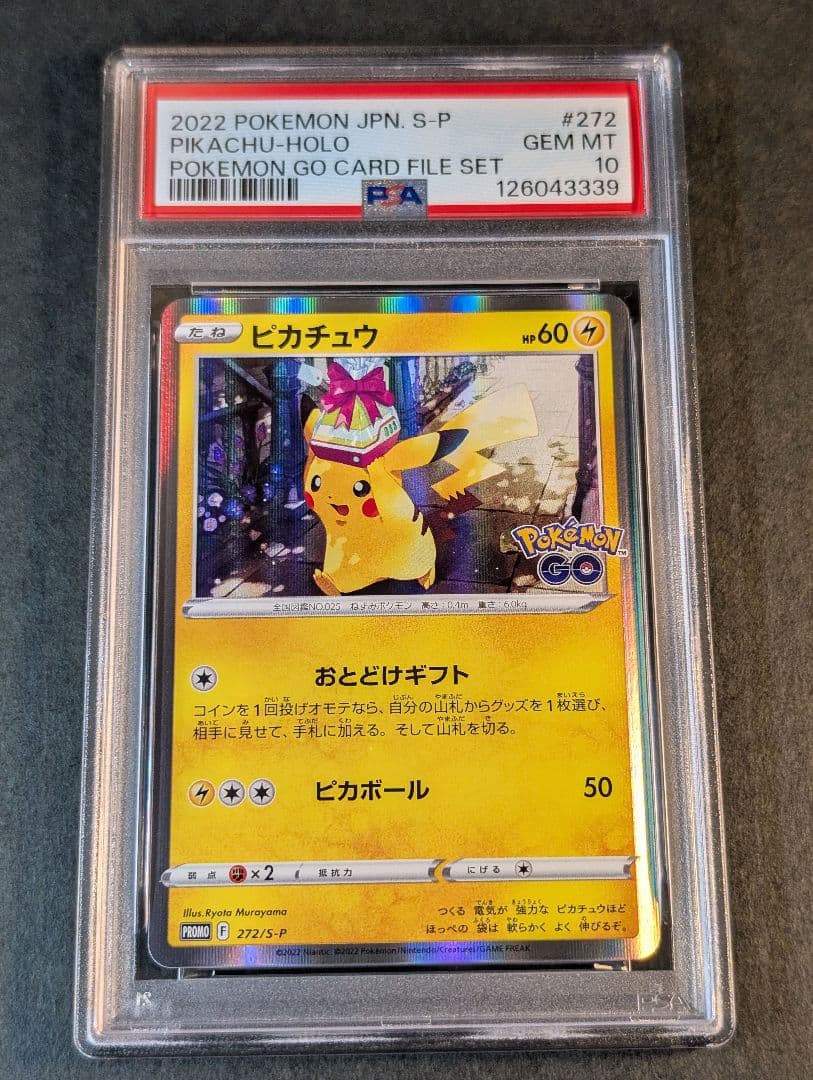 2022 POKEMON JPN. S-P #272
PIKACHU-HOLO GEM MT
POKEMON GO CARD FILE SET 10
PSA 126043339
たね ピカチュウ HP60
POKéMON™
GO
全国図鑑NO.025 ねずみポケモン 高さ:0.4m 重さ:6.0kg
おとどけギフト
コインを1回投げオモテなら、自分の山札からグッズを1枚選び、
相手に見せて、手札に加える。そして山札を切る。
ピカボール 50
弱点 ×2 抵抗力 にげる
Illus.Ryota Murayama
つくる 電気が 強力な ピカチュウほど
ほっぺの 袋は 軟らかく よく 伸びるぞ。
PROMO F 272/S-P
©2022 Niantic. ©2022 Pokémon/Nintendo/Creatures/GAME FREAK
PSA